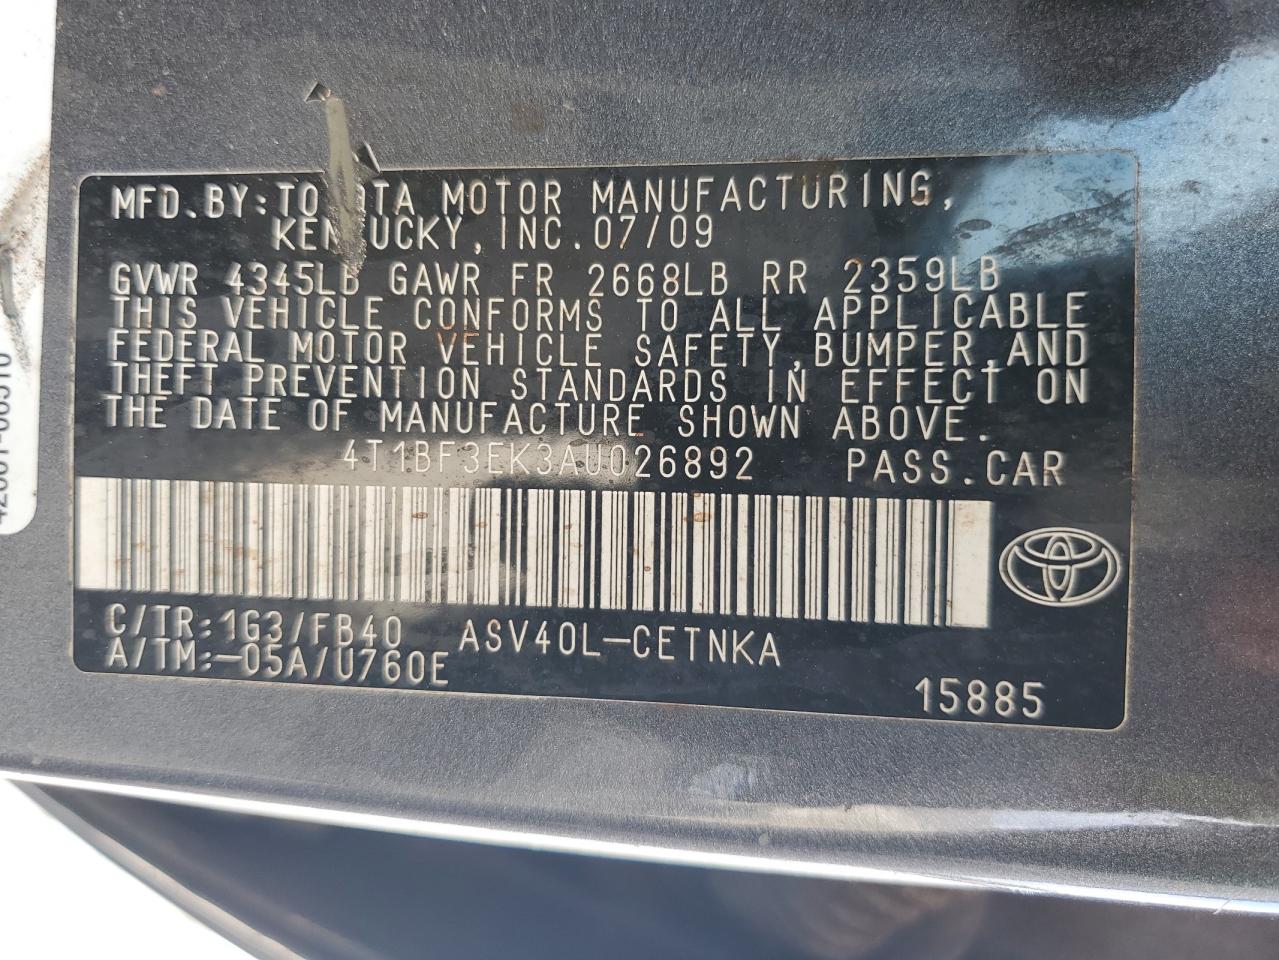 MFD.BY:TOYOTA MOTOR MANUFACTURING,
KENTUCKY,INC.07/09
GVWR 4345LB GAWR FR 2668LB RR 2359LB
THIS VEHICLE CONFORMS TO ALL APPLICABLE
FEDERAL MOTOR VEHICLE SAFETY,BUMPER,AND
THEFT PREVENTION STANDARDS IN EFFECT ON
THE DATE OF MANUFACTURE SHOWN ABOVE.
4T1BF3EK3AU026892 PASS.CAR
C/TR:1G3/FB40 ASV40L-CETNKA
A/TM:-05A/U760E
15885